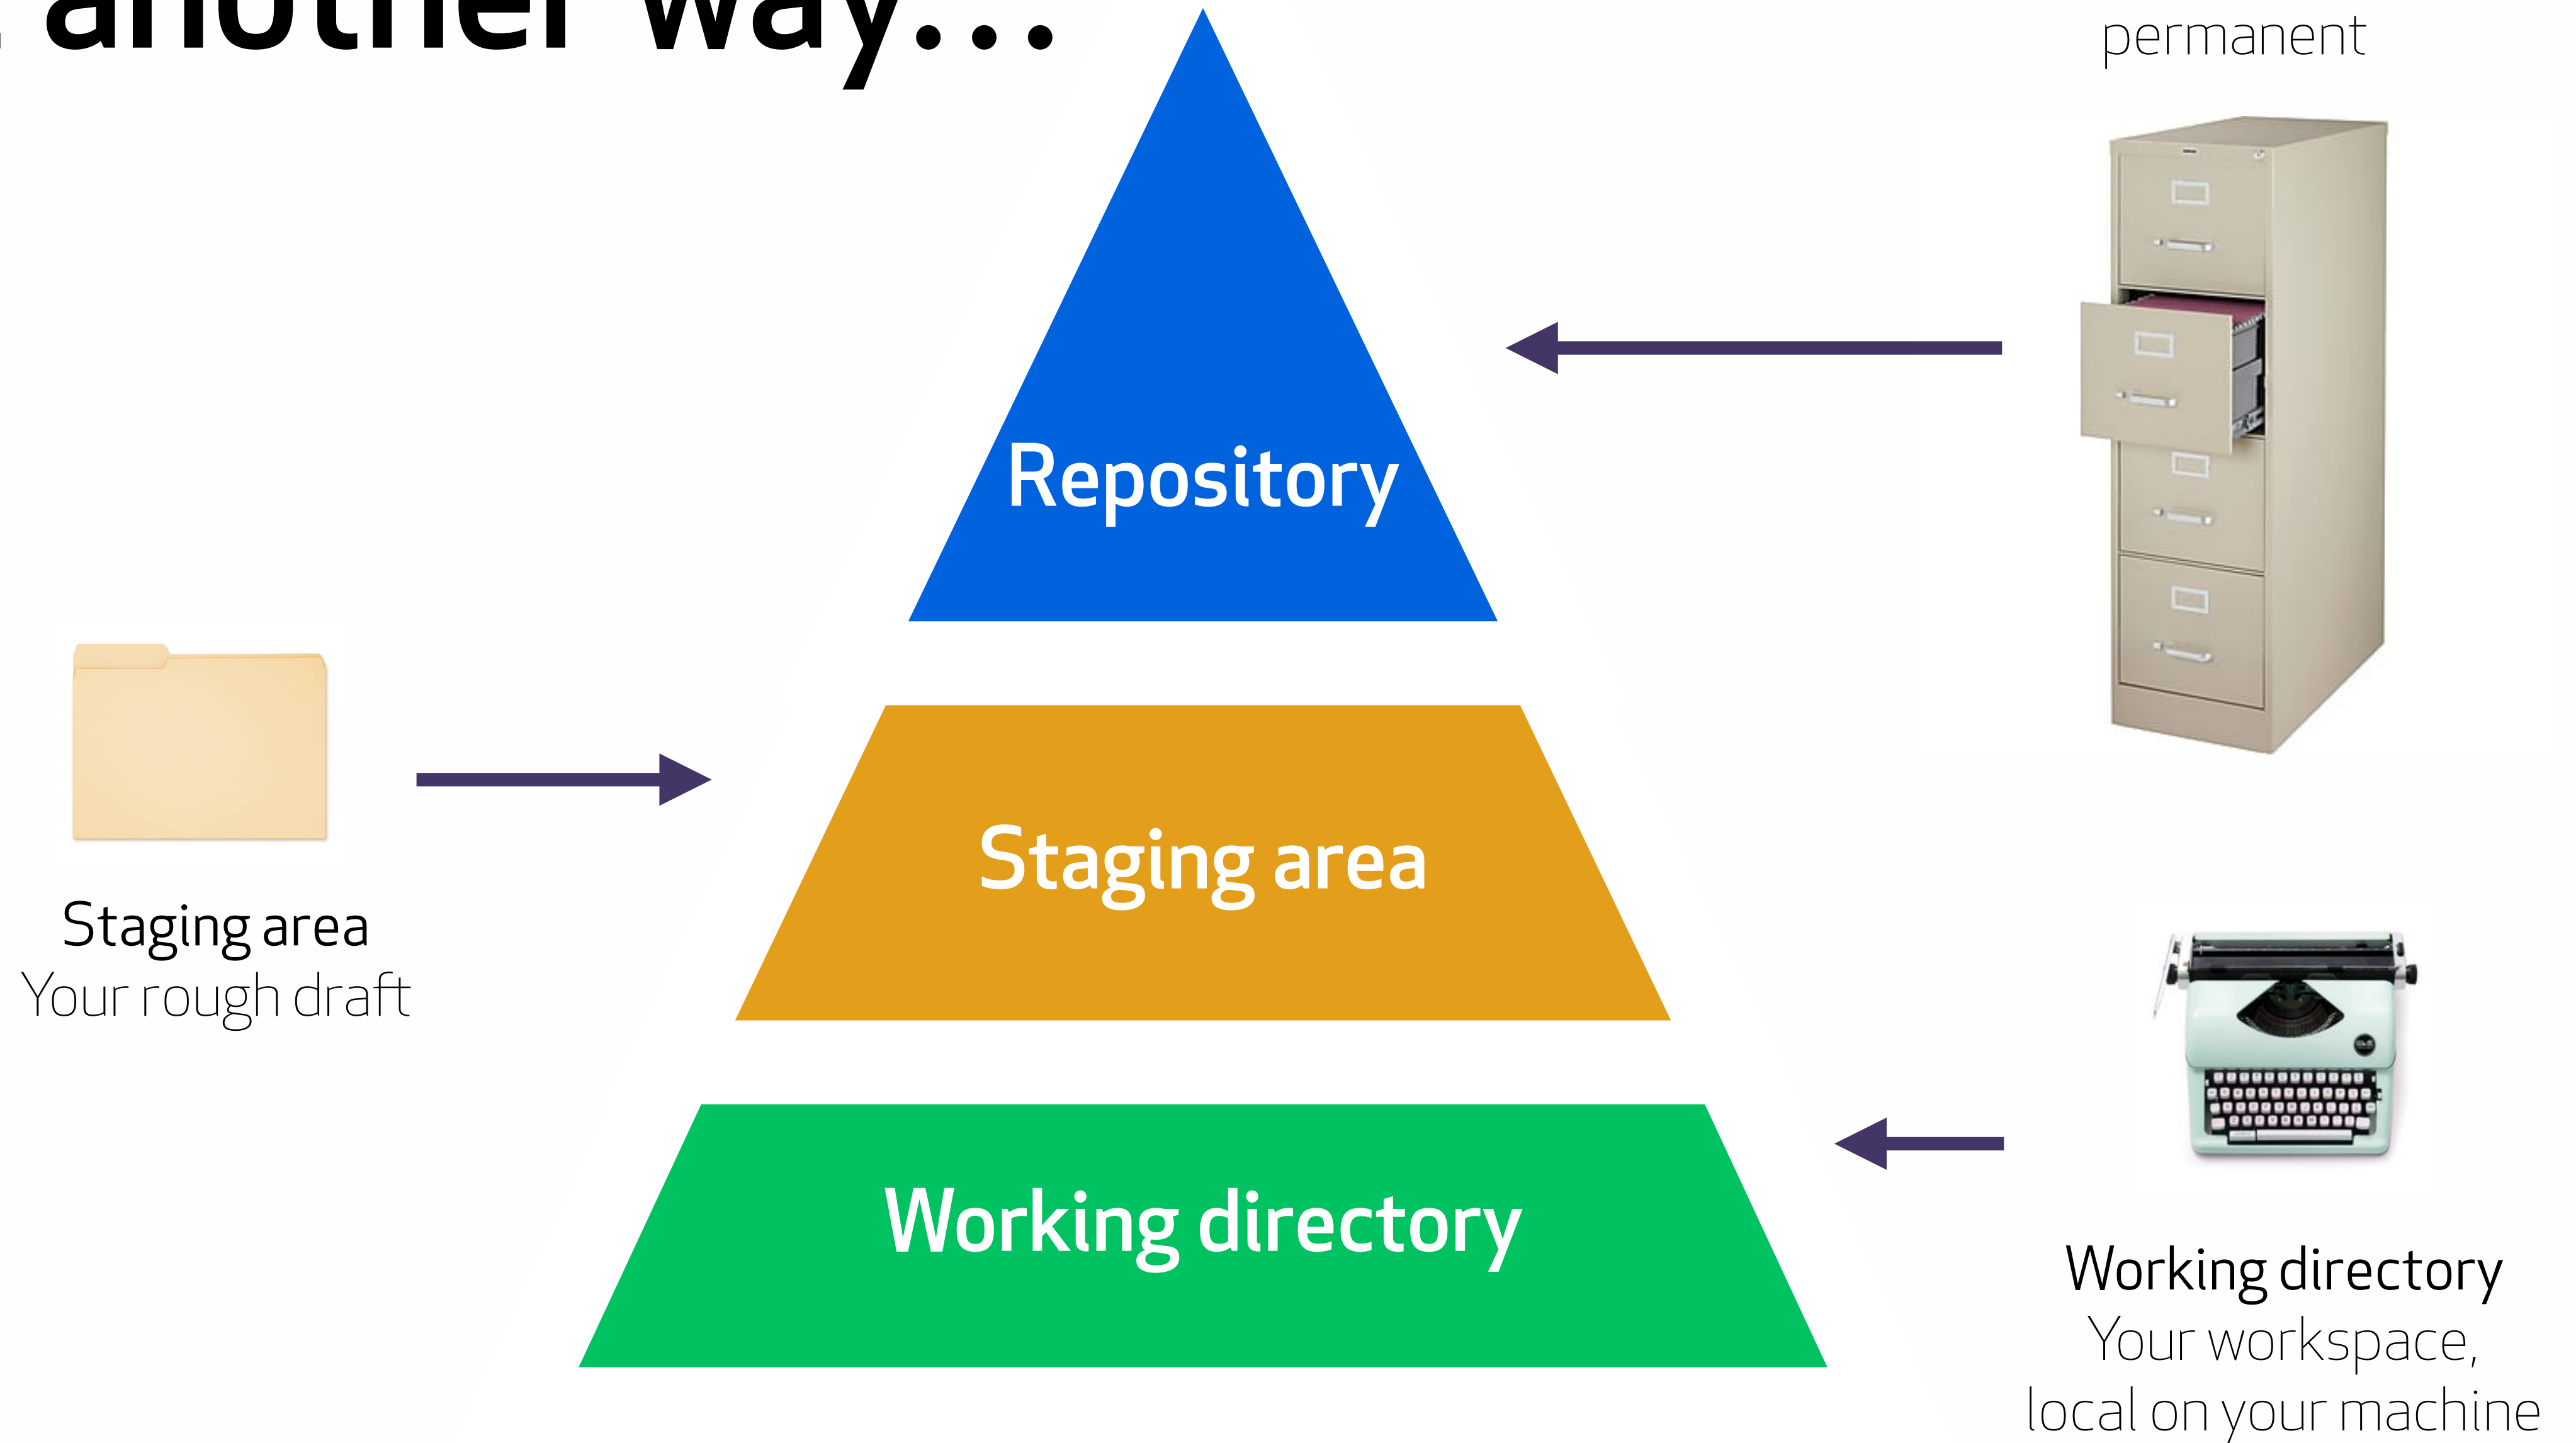 another way...
permanent
Repository
Staging area
Staging area
Your rough draft
Working directory
Working directory
Your workspace,
local on your machine